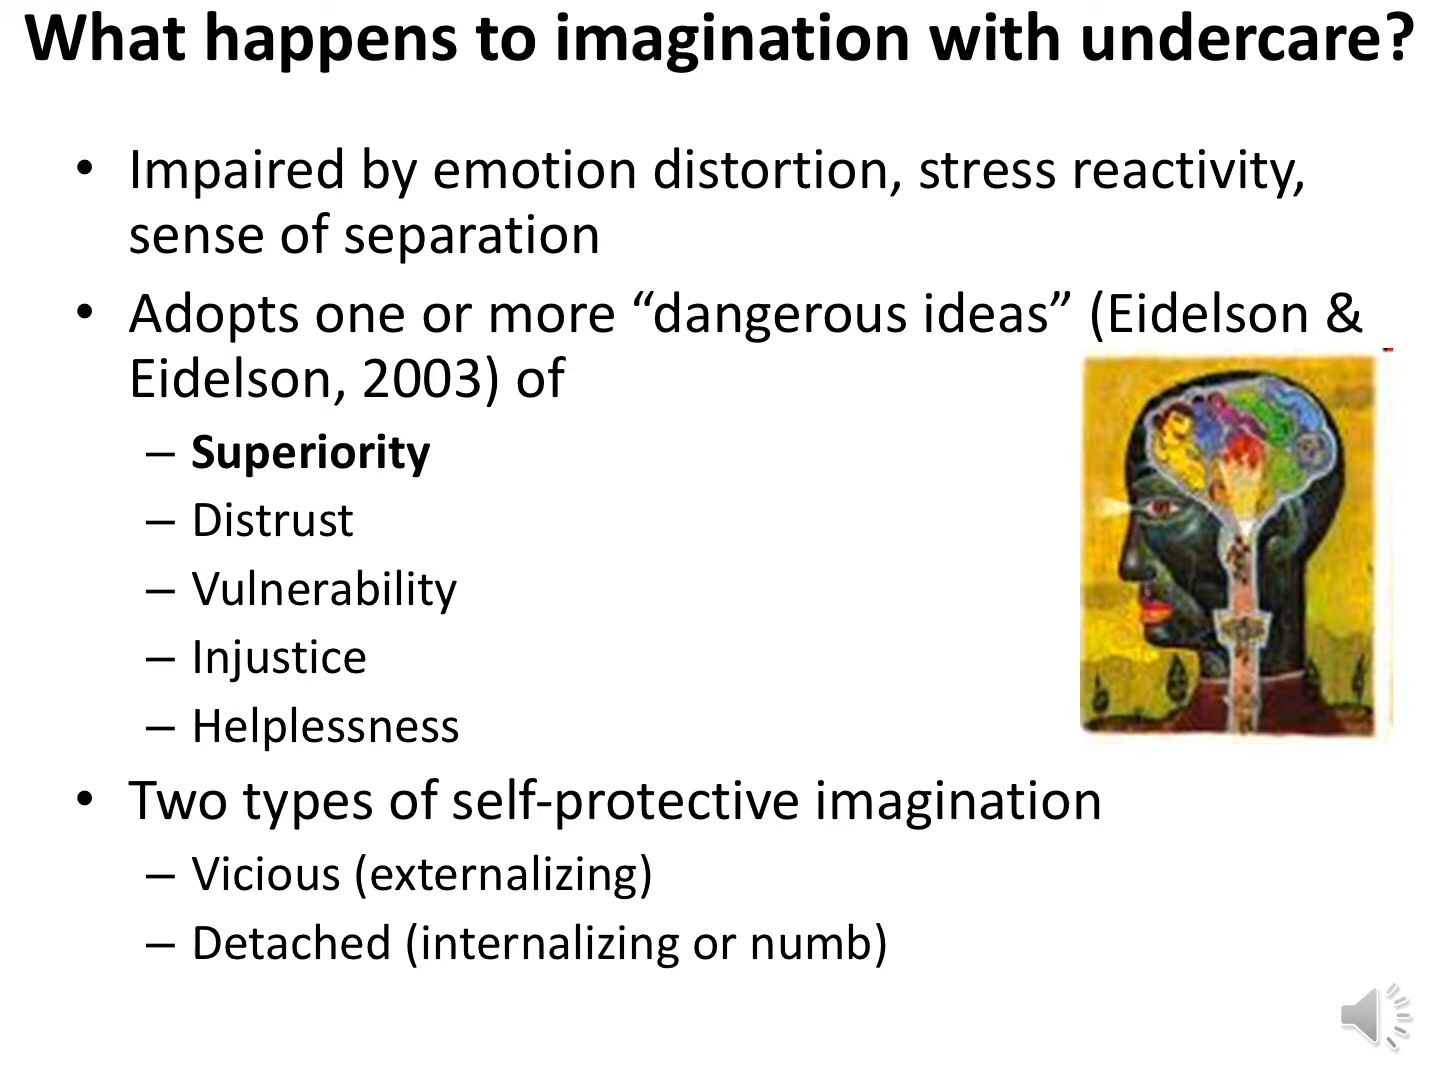 What happens to imagination with undercare?
• Impaired by emotion distortion, stress reactivity,
sense of separation
• Adopts one or more “dangerous ideas” (Eidelson &
Eidelson, 2003) of
– Superiority
– Distrust
– Vulnerability
– Injustice
– Helplessness
• Two types of self-protective imagination
– Vicious (externalizing)
– Detached (internalizing or numb)